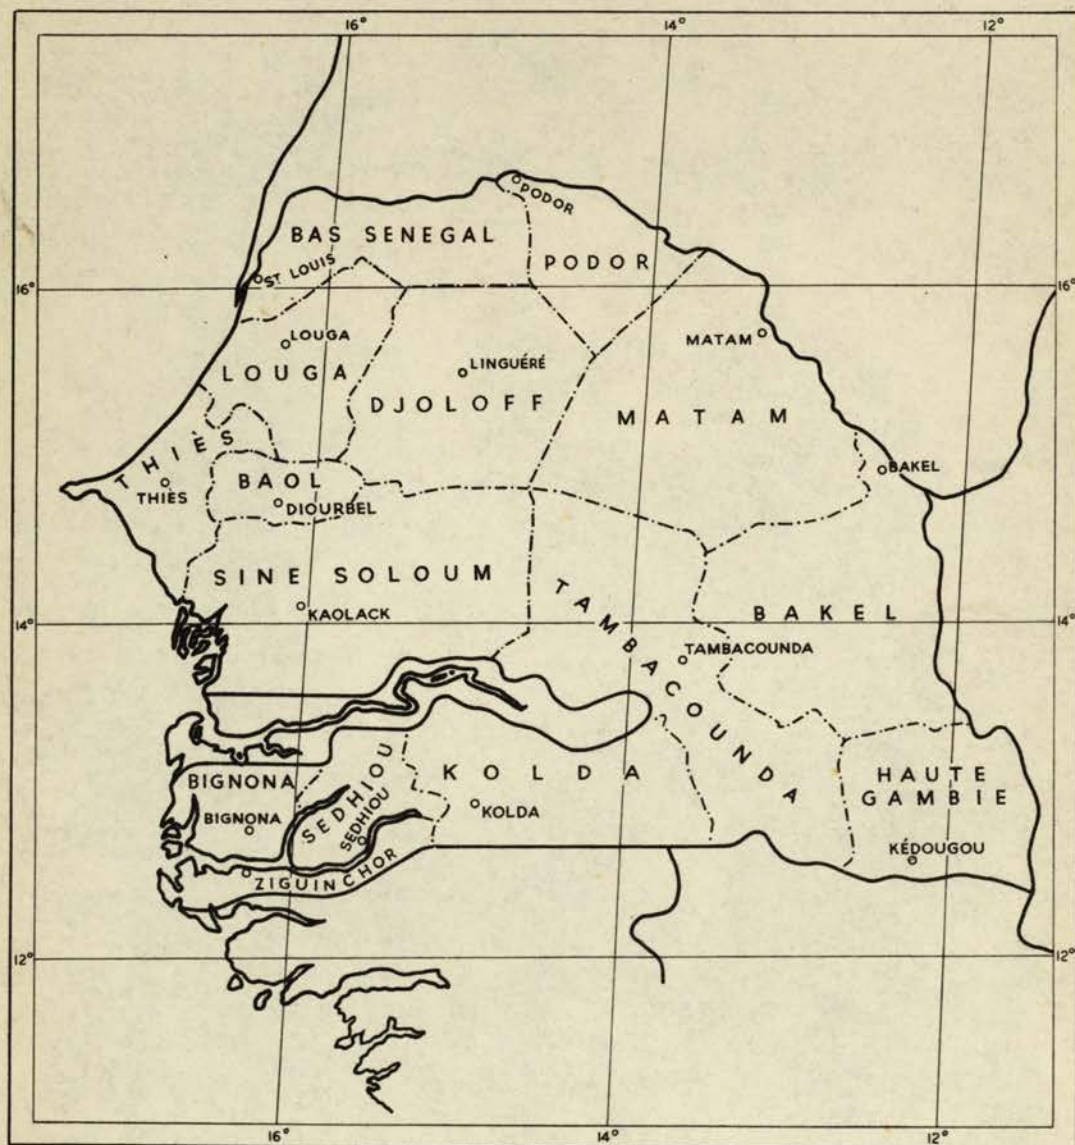 16°
14°
12°
PODOR
BAS SENEGAL
PODOR
ST LOUIS
16°
16°
LOUGA
MATAM
LINGUÉRÉ
LOUGA
DJOLOFF
MATAM
THIÈS
BAKEL
BAOL
THIÈS
DIOURBEL
SINE SOLOUM
TAMBACOUNDA
BAKEL
KAOLACK
14°
14°
TAMBACOUNDA
BIGNONA
SEDHIOU
KOLDA
HAUTE
GAMBIE
BIGNONA
SEDHIOU
KOLDA
KÉDOUGOU
ZIGUINCHOR
12°
12°
16°
14°
12°